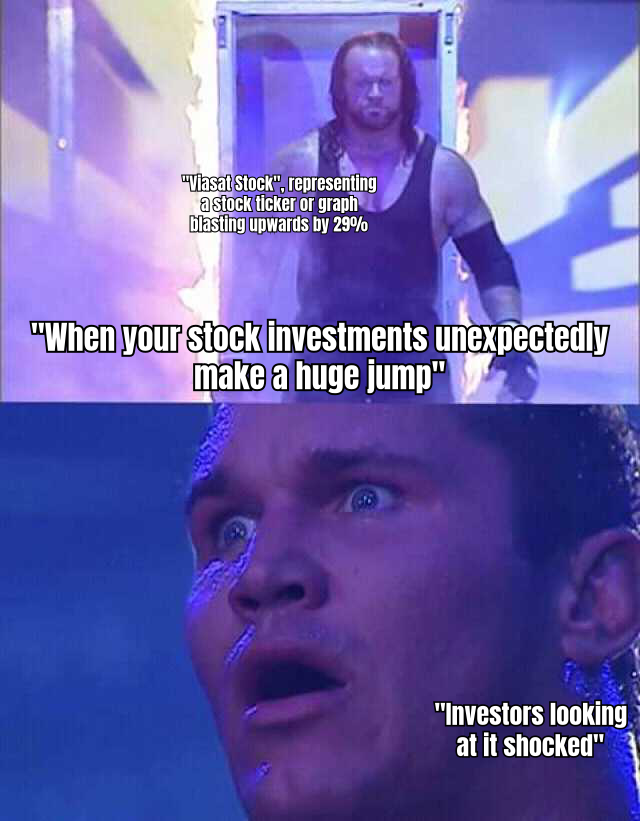 "Viasat Stock", representing
a stock ticker or graph
blasting upwards by 29%
"When your stock investments unexpectedly
make a huge jump"
"Investors looking
at it shocked"